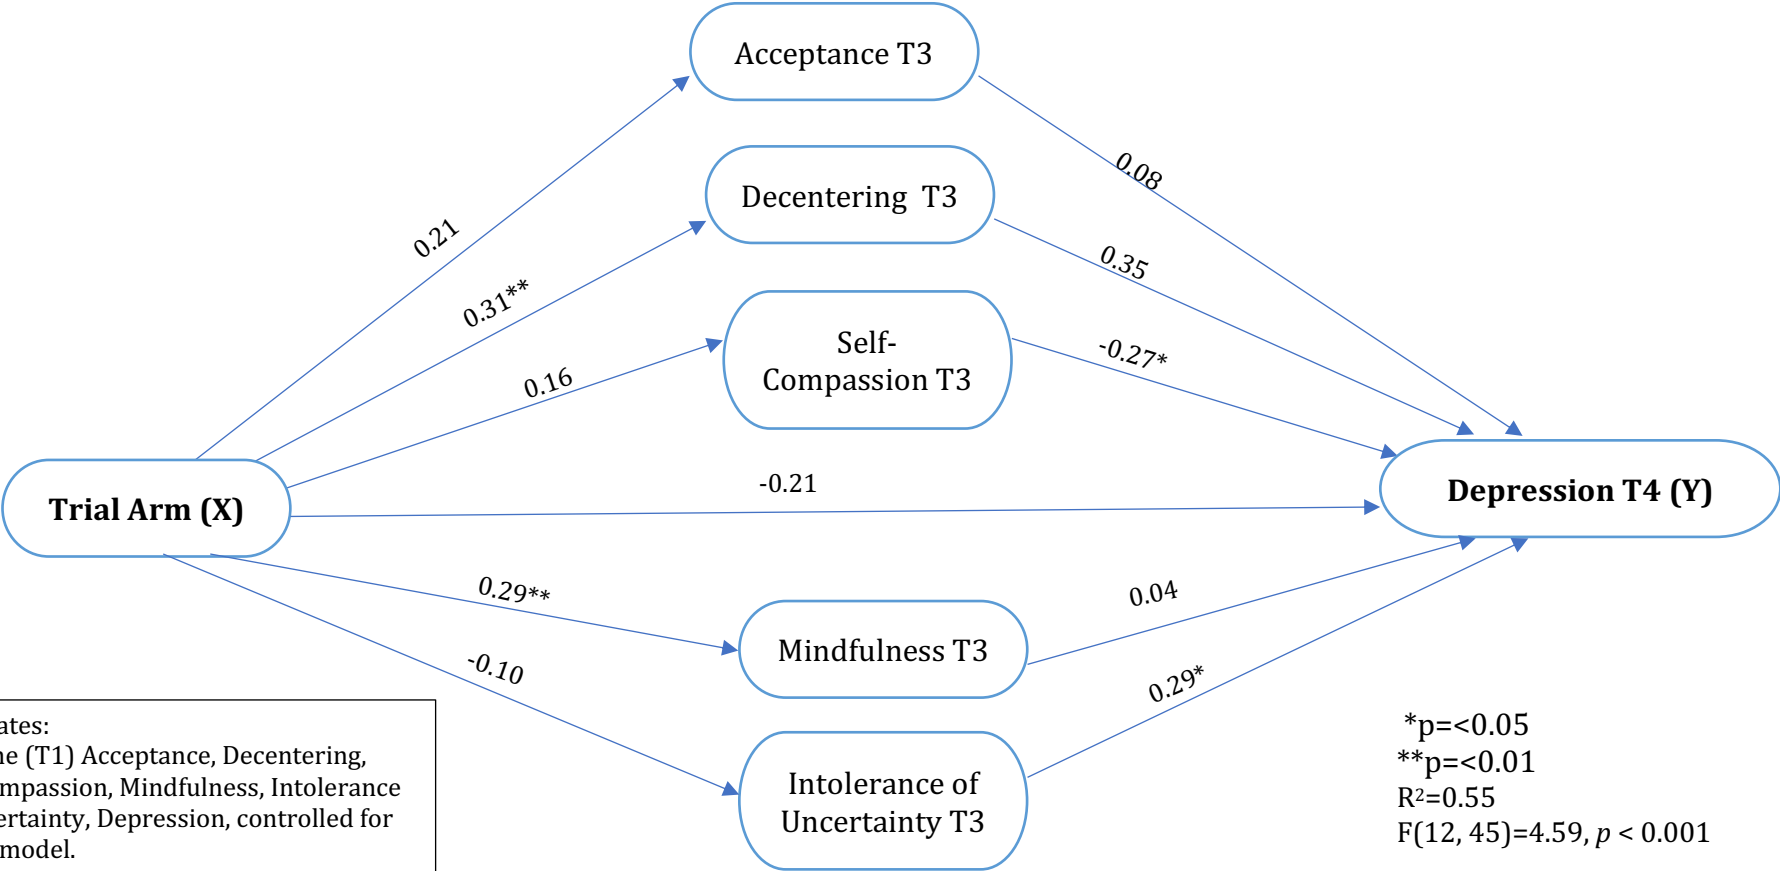 Acceptance T3
0.08
Decentering T3
0.21
0.35
0.31**
Self-
Compassion T3
-0.27*
0.16
-0.21
Trial Arm (X)
Depression T4 (Y)
0.29**
0.04
Mindfulness T3
-0.10
0.29*
Intolerance of
Uncertainty T3
ates:
ne (T1) Acceptance, Decentering,
ompassion, Mindfulness, Intolerance
ertainty, Depression, controlled for
model.
*p=<0.05
**p=<0.01
R²=0.55
F(12, 45)=4.59, p < 0.001